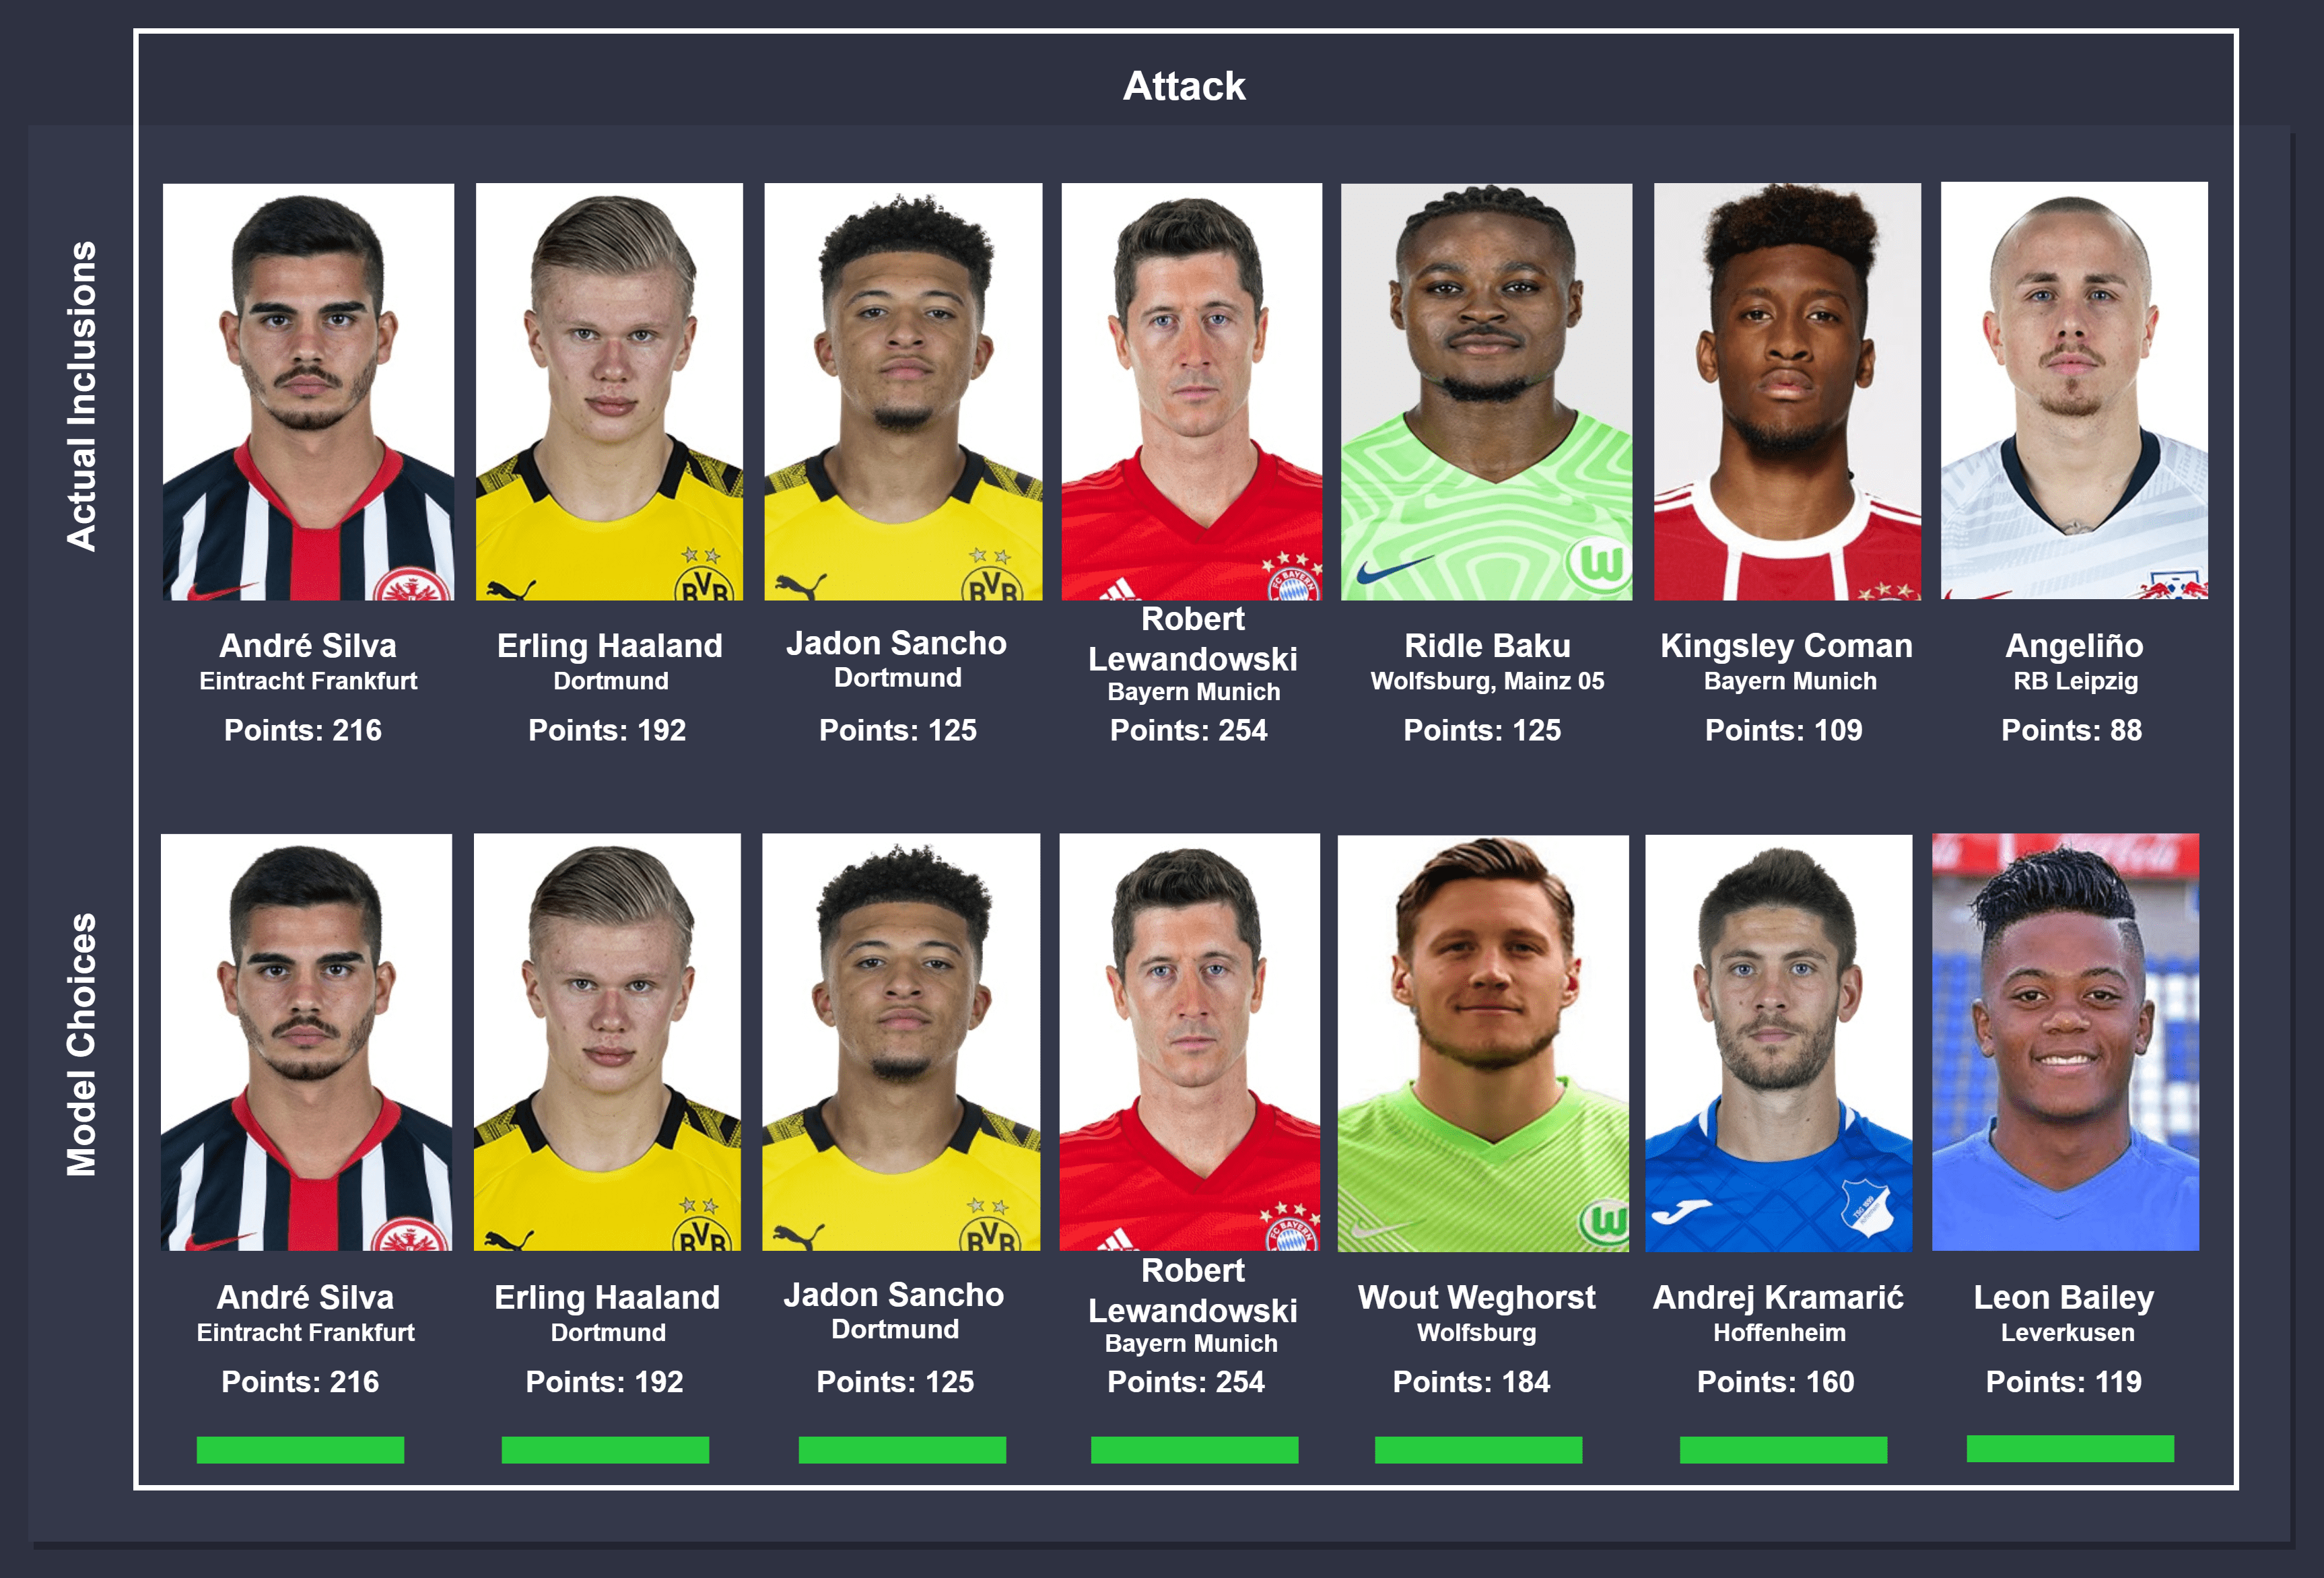 Attack
Actual Inclusions
André Silva
Eintracht Frankfurt
Points: 216
Erling Haaland
Dortmund
Points: 192
Jadon Sancho
Dortmund
Points: 125
Robert
Lewandowski
Bayern Munich
Points: 254
Ridle Baku
Wolfsburg, Mainz 05
Points: 125
Kingsley Coman
Bayern Munich
Points: 109
Angeliño
RB Leipzig
Points: 88
Model Choices
André Silva
Eintracht Frankfurt
Points: 216
Erling Haaland
Dortmund
Points: 192
Jadon Sancho
Dortmund
Points: 125
Robert
Lewandowski
Bayern Munich
Points: 254
Wout Weghorst
Wolfsburg
Points: 184
Andrej Kramarić
Hoffenheim
Points: 160
Leon Bailey
Leverkusen
Points: 119